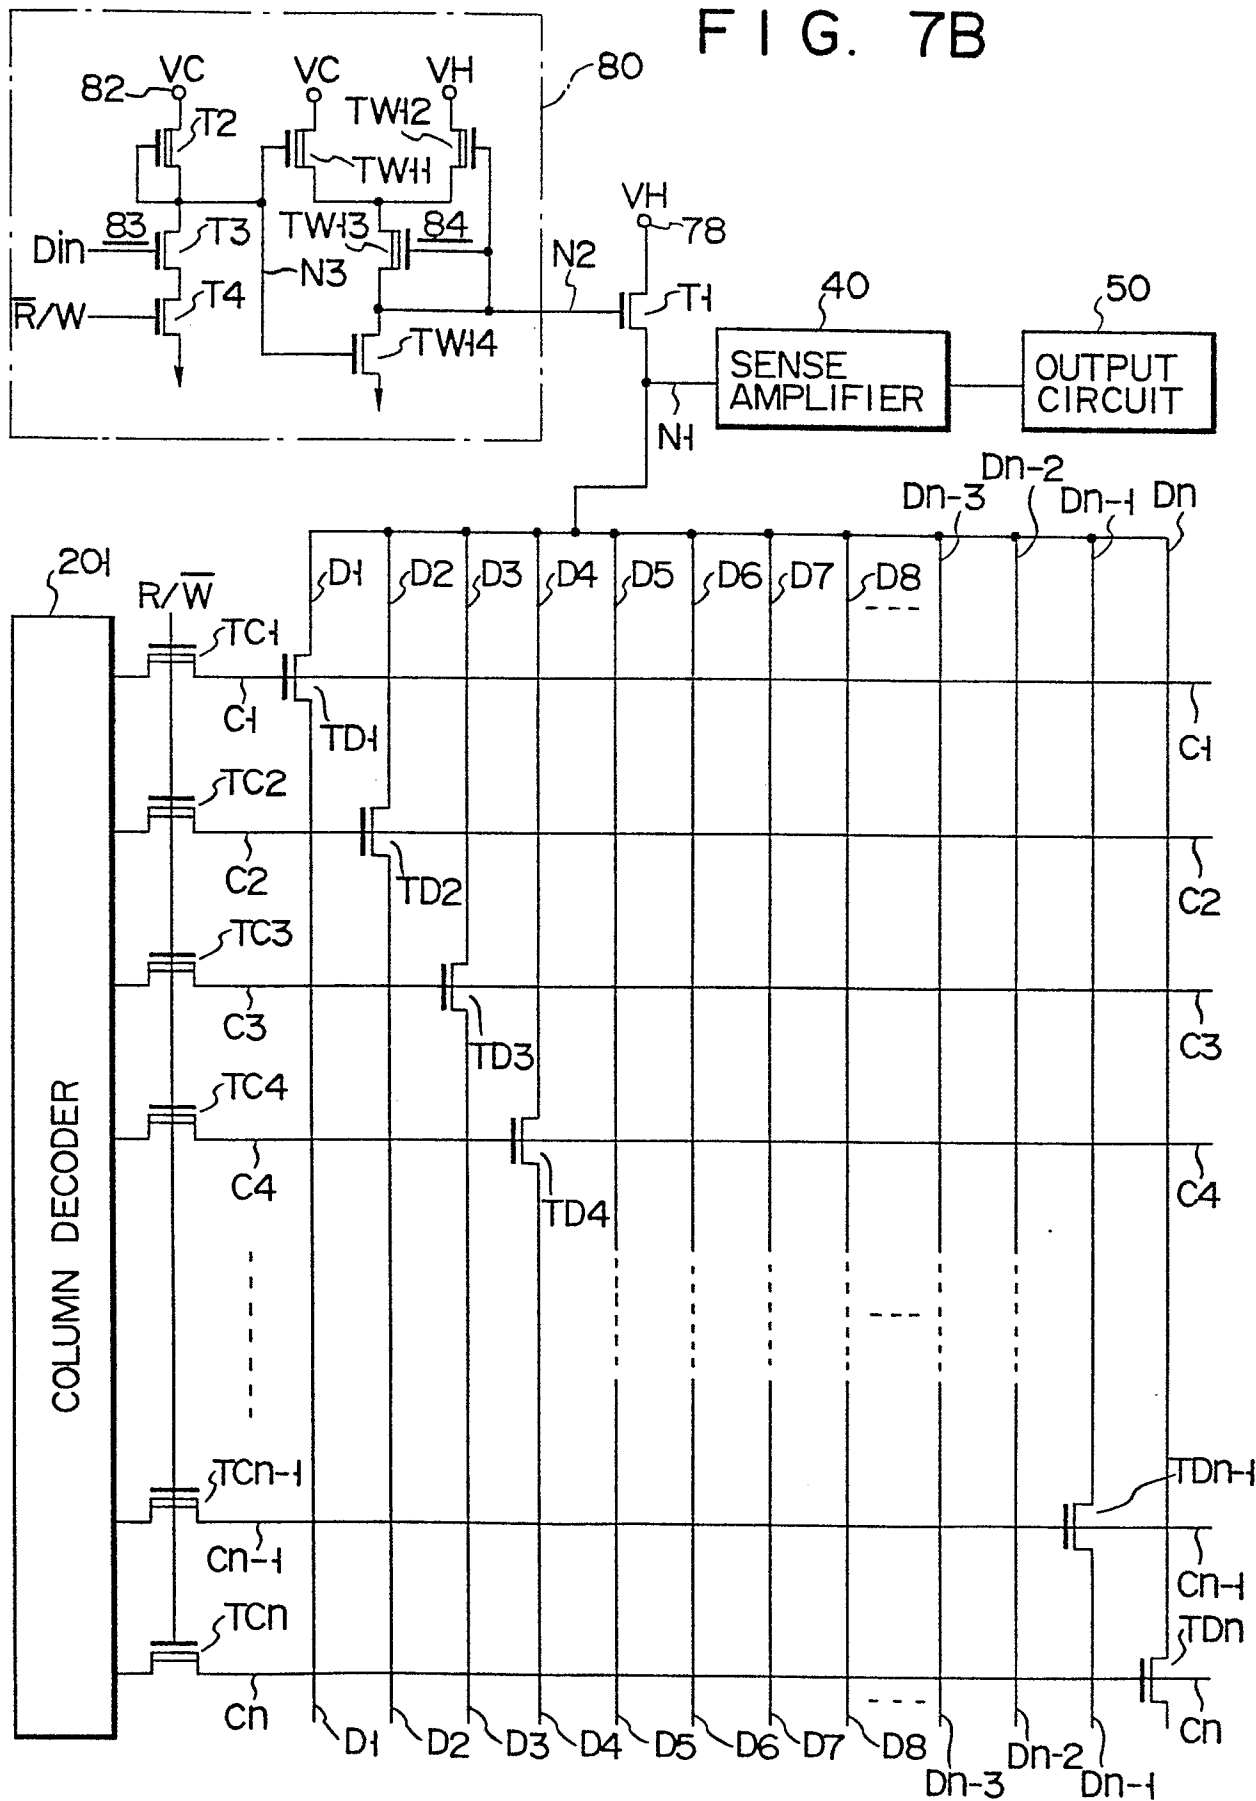 FIG. 7B
80
VC
VC
VH
82
T2
TW12
TW11
VH
78
Din
83
T3
TW13
84
N3
N2
R̅/W
T4
T1
TW14
40
50
SENSE
AMPLIFIER
OUTPUT
CIRCUIT
N1
Dn-3
Dn-2
Dn-1
Dn
201
R/W̅
D1
D2
D3
D4
D5
D6
D7
D8
TC1
C1
TD1
C1
TC2
C2
TD2
C2
TC3
C3
TD3
C3
TC4
C4
TD4
C4
COLUMN DECODER
TCn-1
Cn-1
TDn-1
Cn-1
TCn
Cn
TDn
Cn
D1
D2
D3
D4
D5
D6
D7
D8
Dn-3
Dn-2
Dn-1